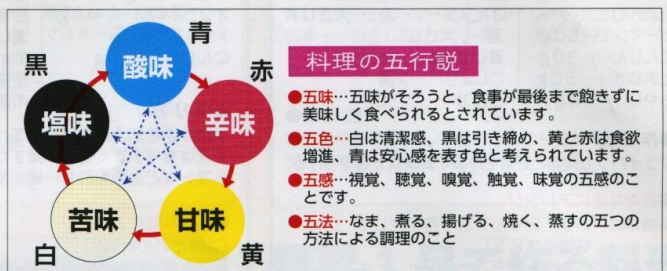 青
酸味
赤
辛味
黄
甘味
白
苦味
黒
塩味
料理の五行説
●五味…五味がそろうと、食事が最後まで飽きずに
美味しく食べられるとされています。
●五色…白は清潔感、黒は引き締め、黄と赤は食欲
増進、青は安心感を表す色と考えられています。
●五感…視覚、聴覚、嗅覚、触覚、味覚の五感のこ
とです。
●五法…なま、煮る、揚げる、焼く、蒸すの五つの
方法による調理のこと